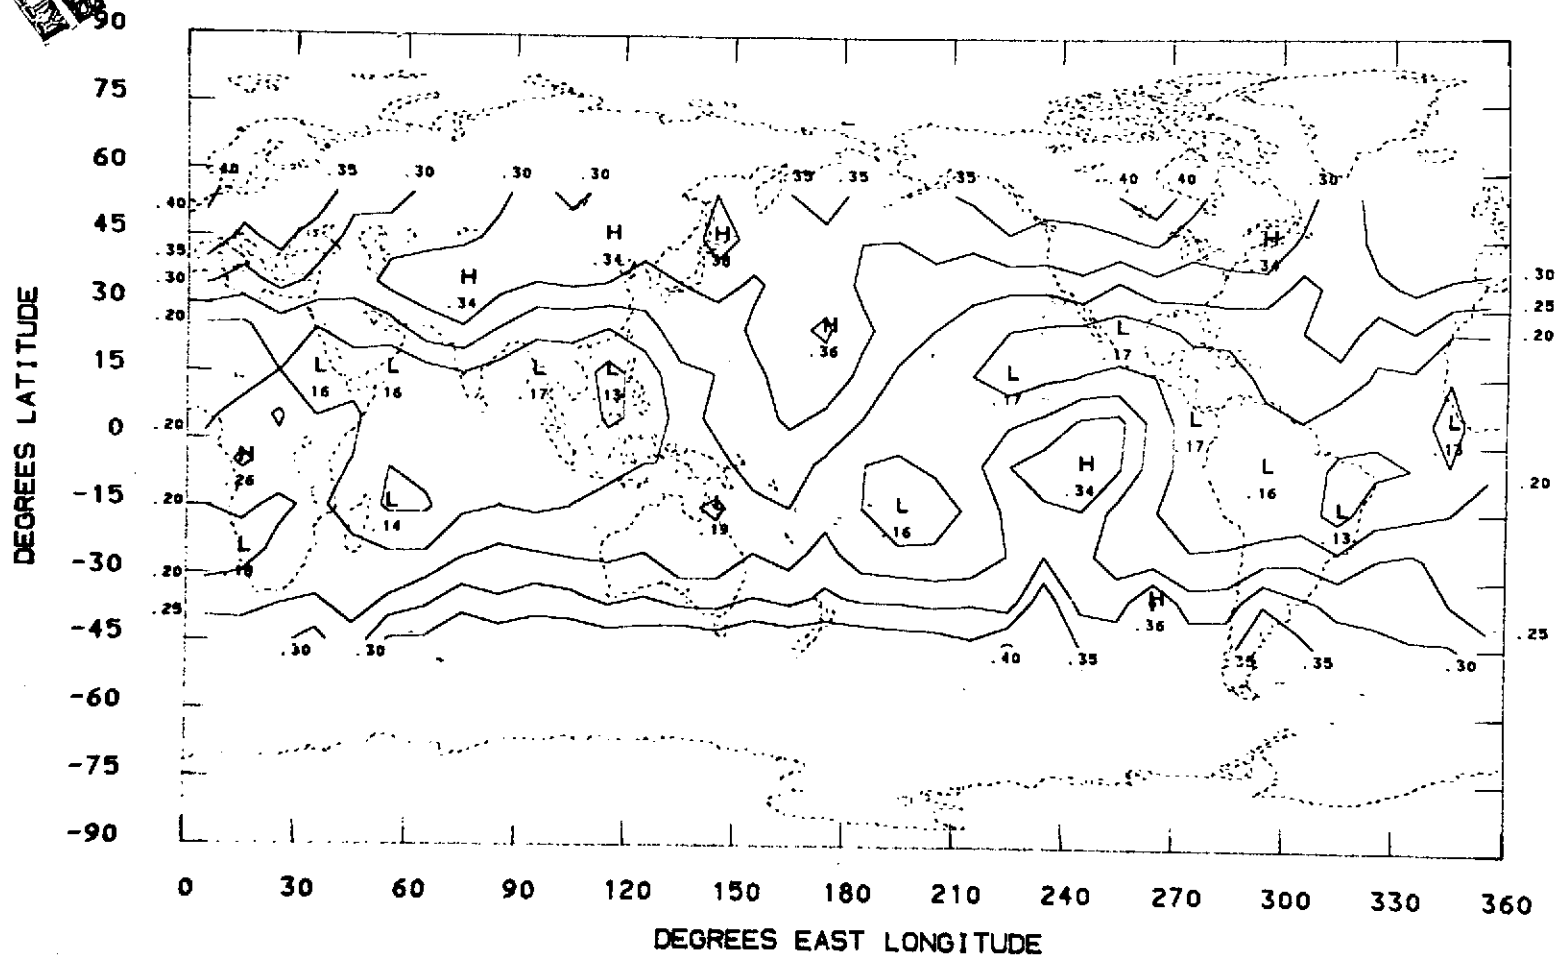 90
75
60
45
30
15
0
-15
-30
-45
-60
-75
-90
DEGREES LATITUDE
.40 .35 .30 .30 .30 .35 .35 .35 .40 .40 .30
.40
.35
.30
.20
.20
.20
.20
.25
H .34
H .34
H 38
H .36
H 34
L 16
L 16
L .17
L 13
L 17
L 17
L 17
H 26
L 14
L 19
L 16
H 34
L .16
L 13
L 13
L 18
H .36
.30
.25
.20
.20
.25
.30 .30 .40 .35 .35 .35 .30
0 30 60 90 120 150 180 210 240 270 300 330 360
DEGREES EAST LONGITUDE